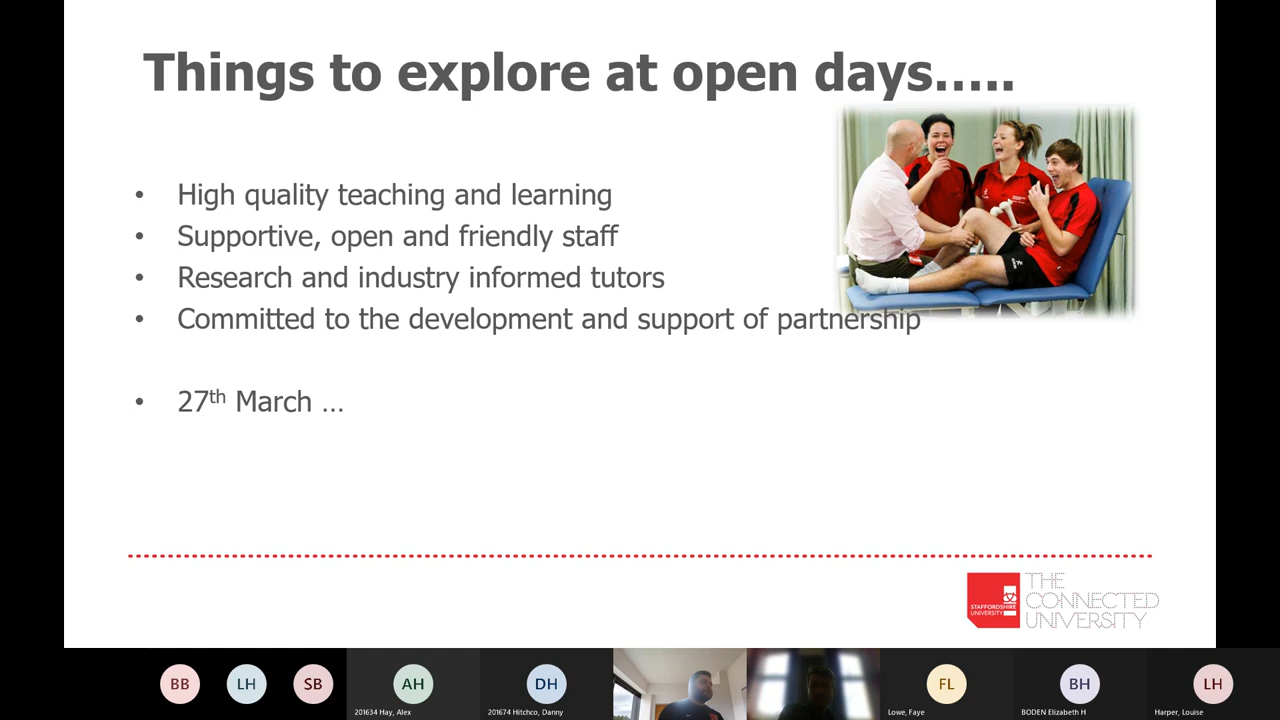 Things to explore at open days.....
• High quality teaching and learning
• Supportive, open and friendly staff
• Research and industry informed tutors
• Committed to the development and support of partnership
• 27th March ...
STAFFORDSHIRE
UNIVERSITY
THE
CONNECTED
UNIVERSITY
BB
LH
SB
AH
201634 Hay, Alex
DH
201674 Hitchco, Danny
FL
Lowe, Faye
BH
BODEN Elizabeth H
LH
Harper, Louise